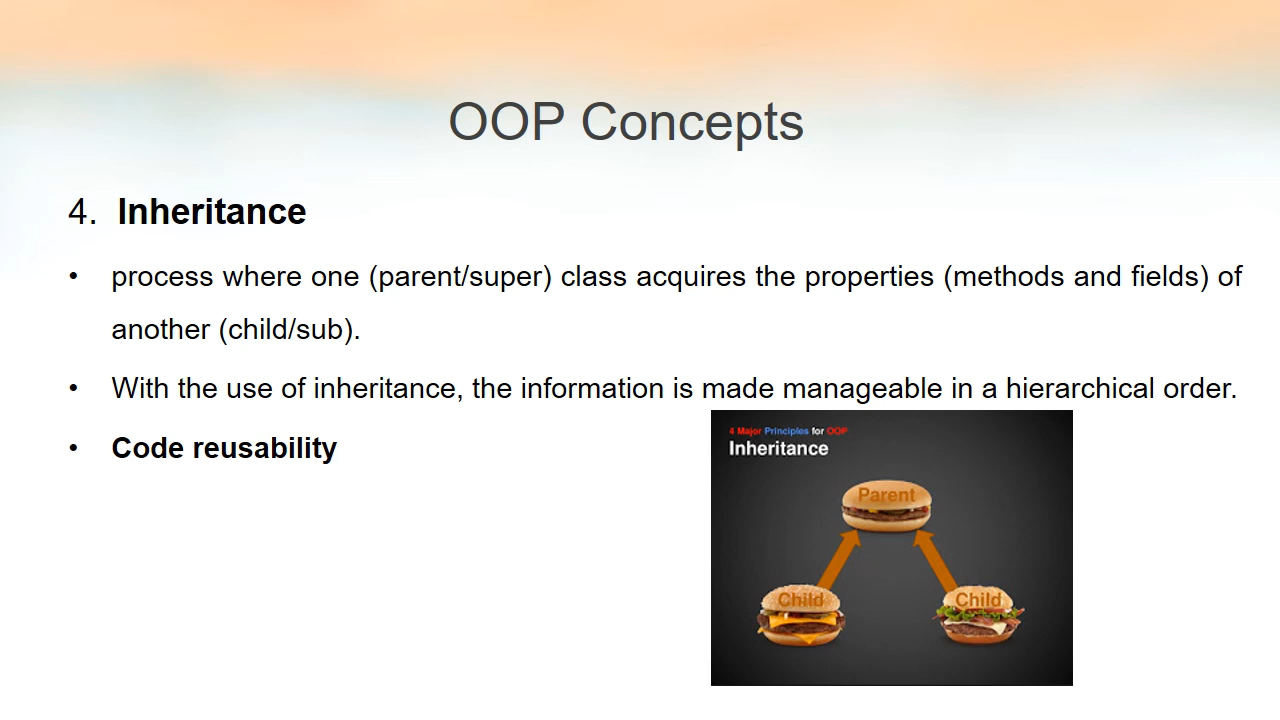 OOP Concepts
4. Inheritance
• process where one (parent/super) class acquires the properties (methods and fields) of
another (child/sub).
• With the use of inheritance, the information is made manageable in a hierarchical order.
• Code reusability
4 Major Principles for OOP
Inheritance
Parent
Child
Child